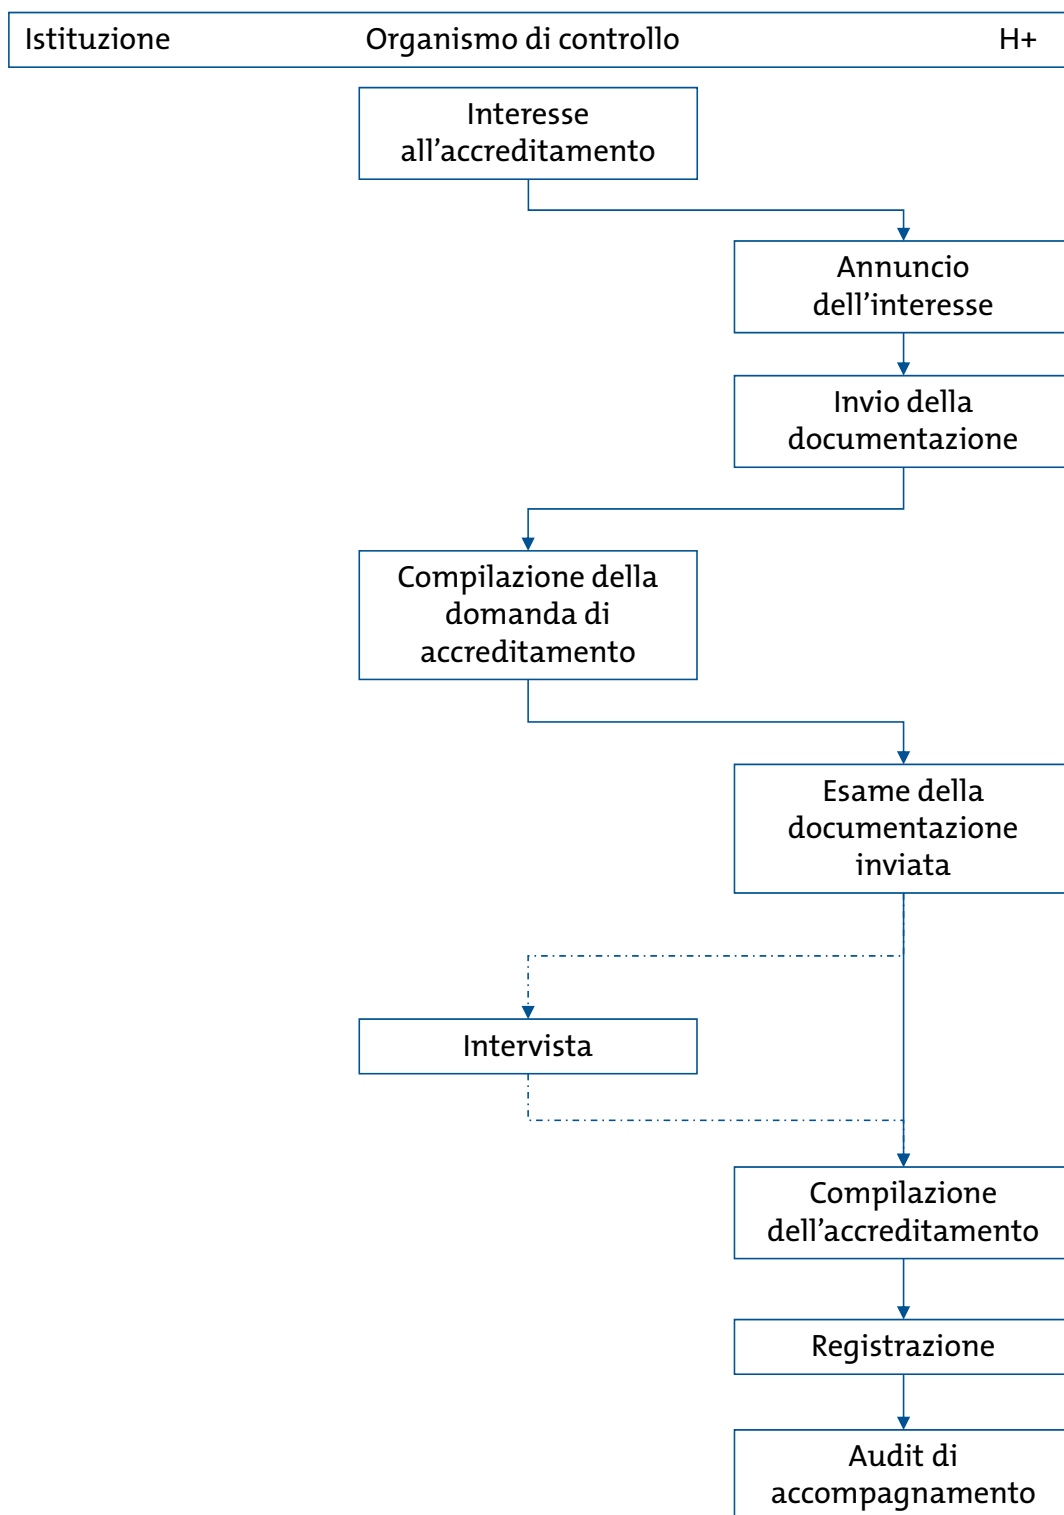 Istituzione Organismo di controllo H+
Interesse
all’accreditamento
Annuncio
dell’interesse
Invio della
documentazione
Compilazione della
domanda di
accreditamento
Esame della
documentazione
inviata
Intervista
Compilazione
dell’accreditamento
Registrazione
Audit di
accompagnamento